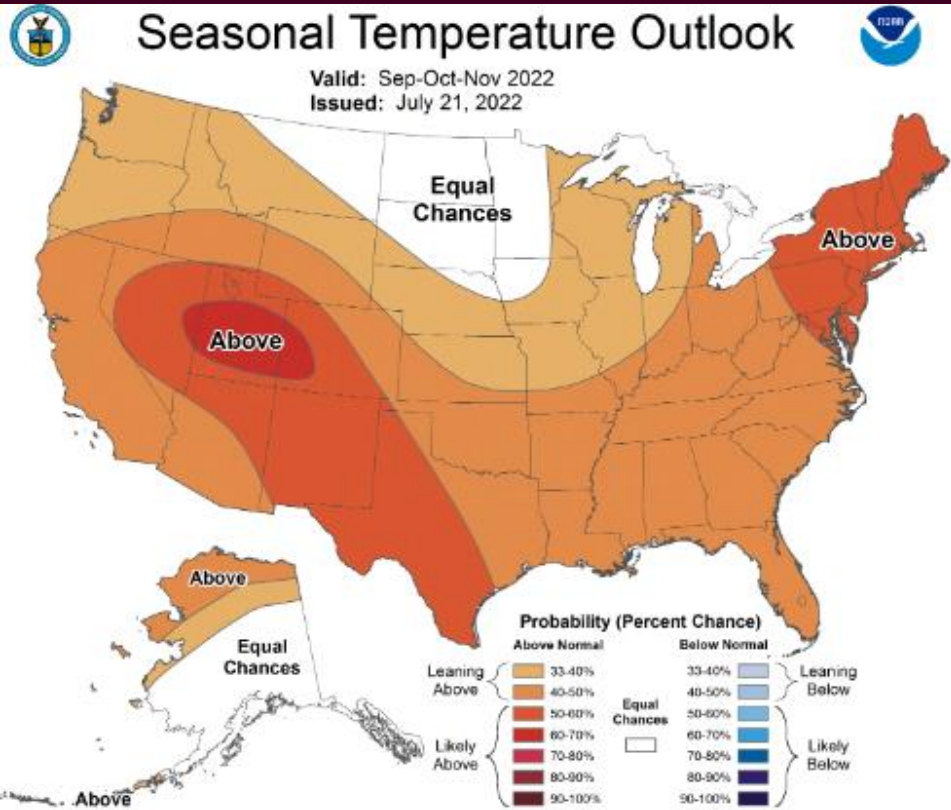 Seasonal Temperature Outlook
NOAA
Valid: Sep-Oct-Nov 2022
Issued: July 21, 2022
Equal
Chances
Above
Above
Above
Equal
Chances
Above
Probability (Percent Chance)
Above Normal
Below Normal
Leaning
Above
33-40%
40-50%
Likely
Above
50-60%
60-70%
70-80%
80-90%
90-100%
Equal
Chances
33-40%
40-50%
Leaning
Below
50-60%
60-70%
70-80%
80-90%
90-100%
Likely
Below